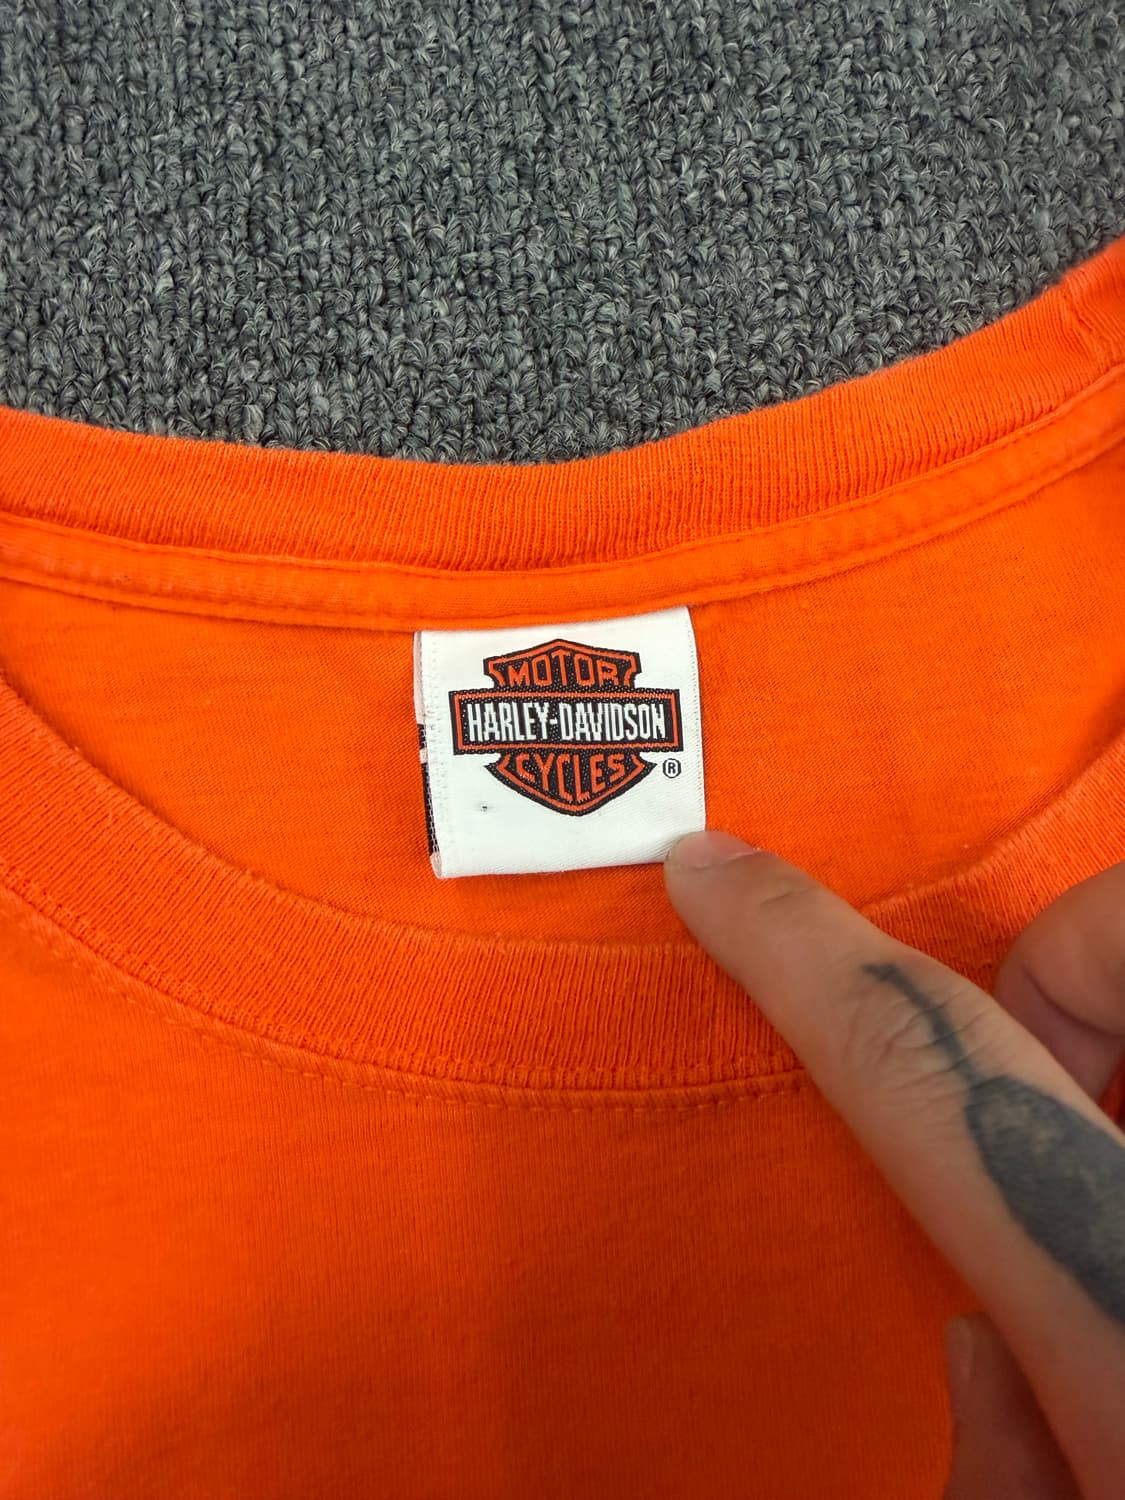 MOTOR
HARLEY-DAVIDSON
CYCLES
®